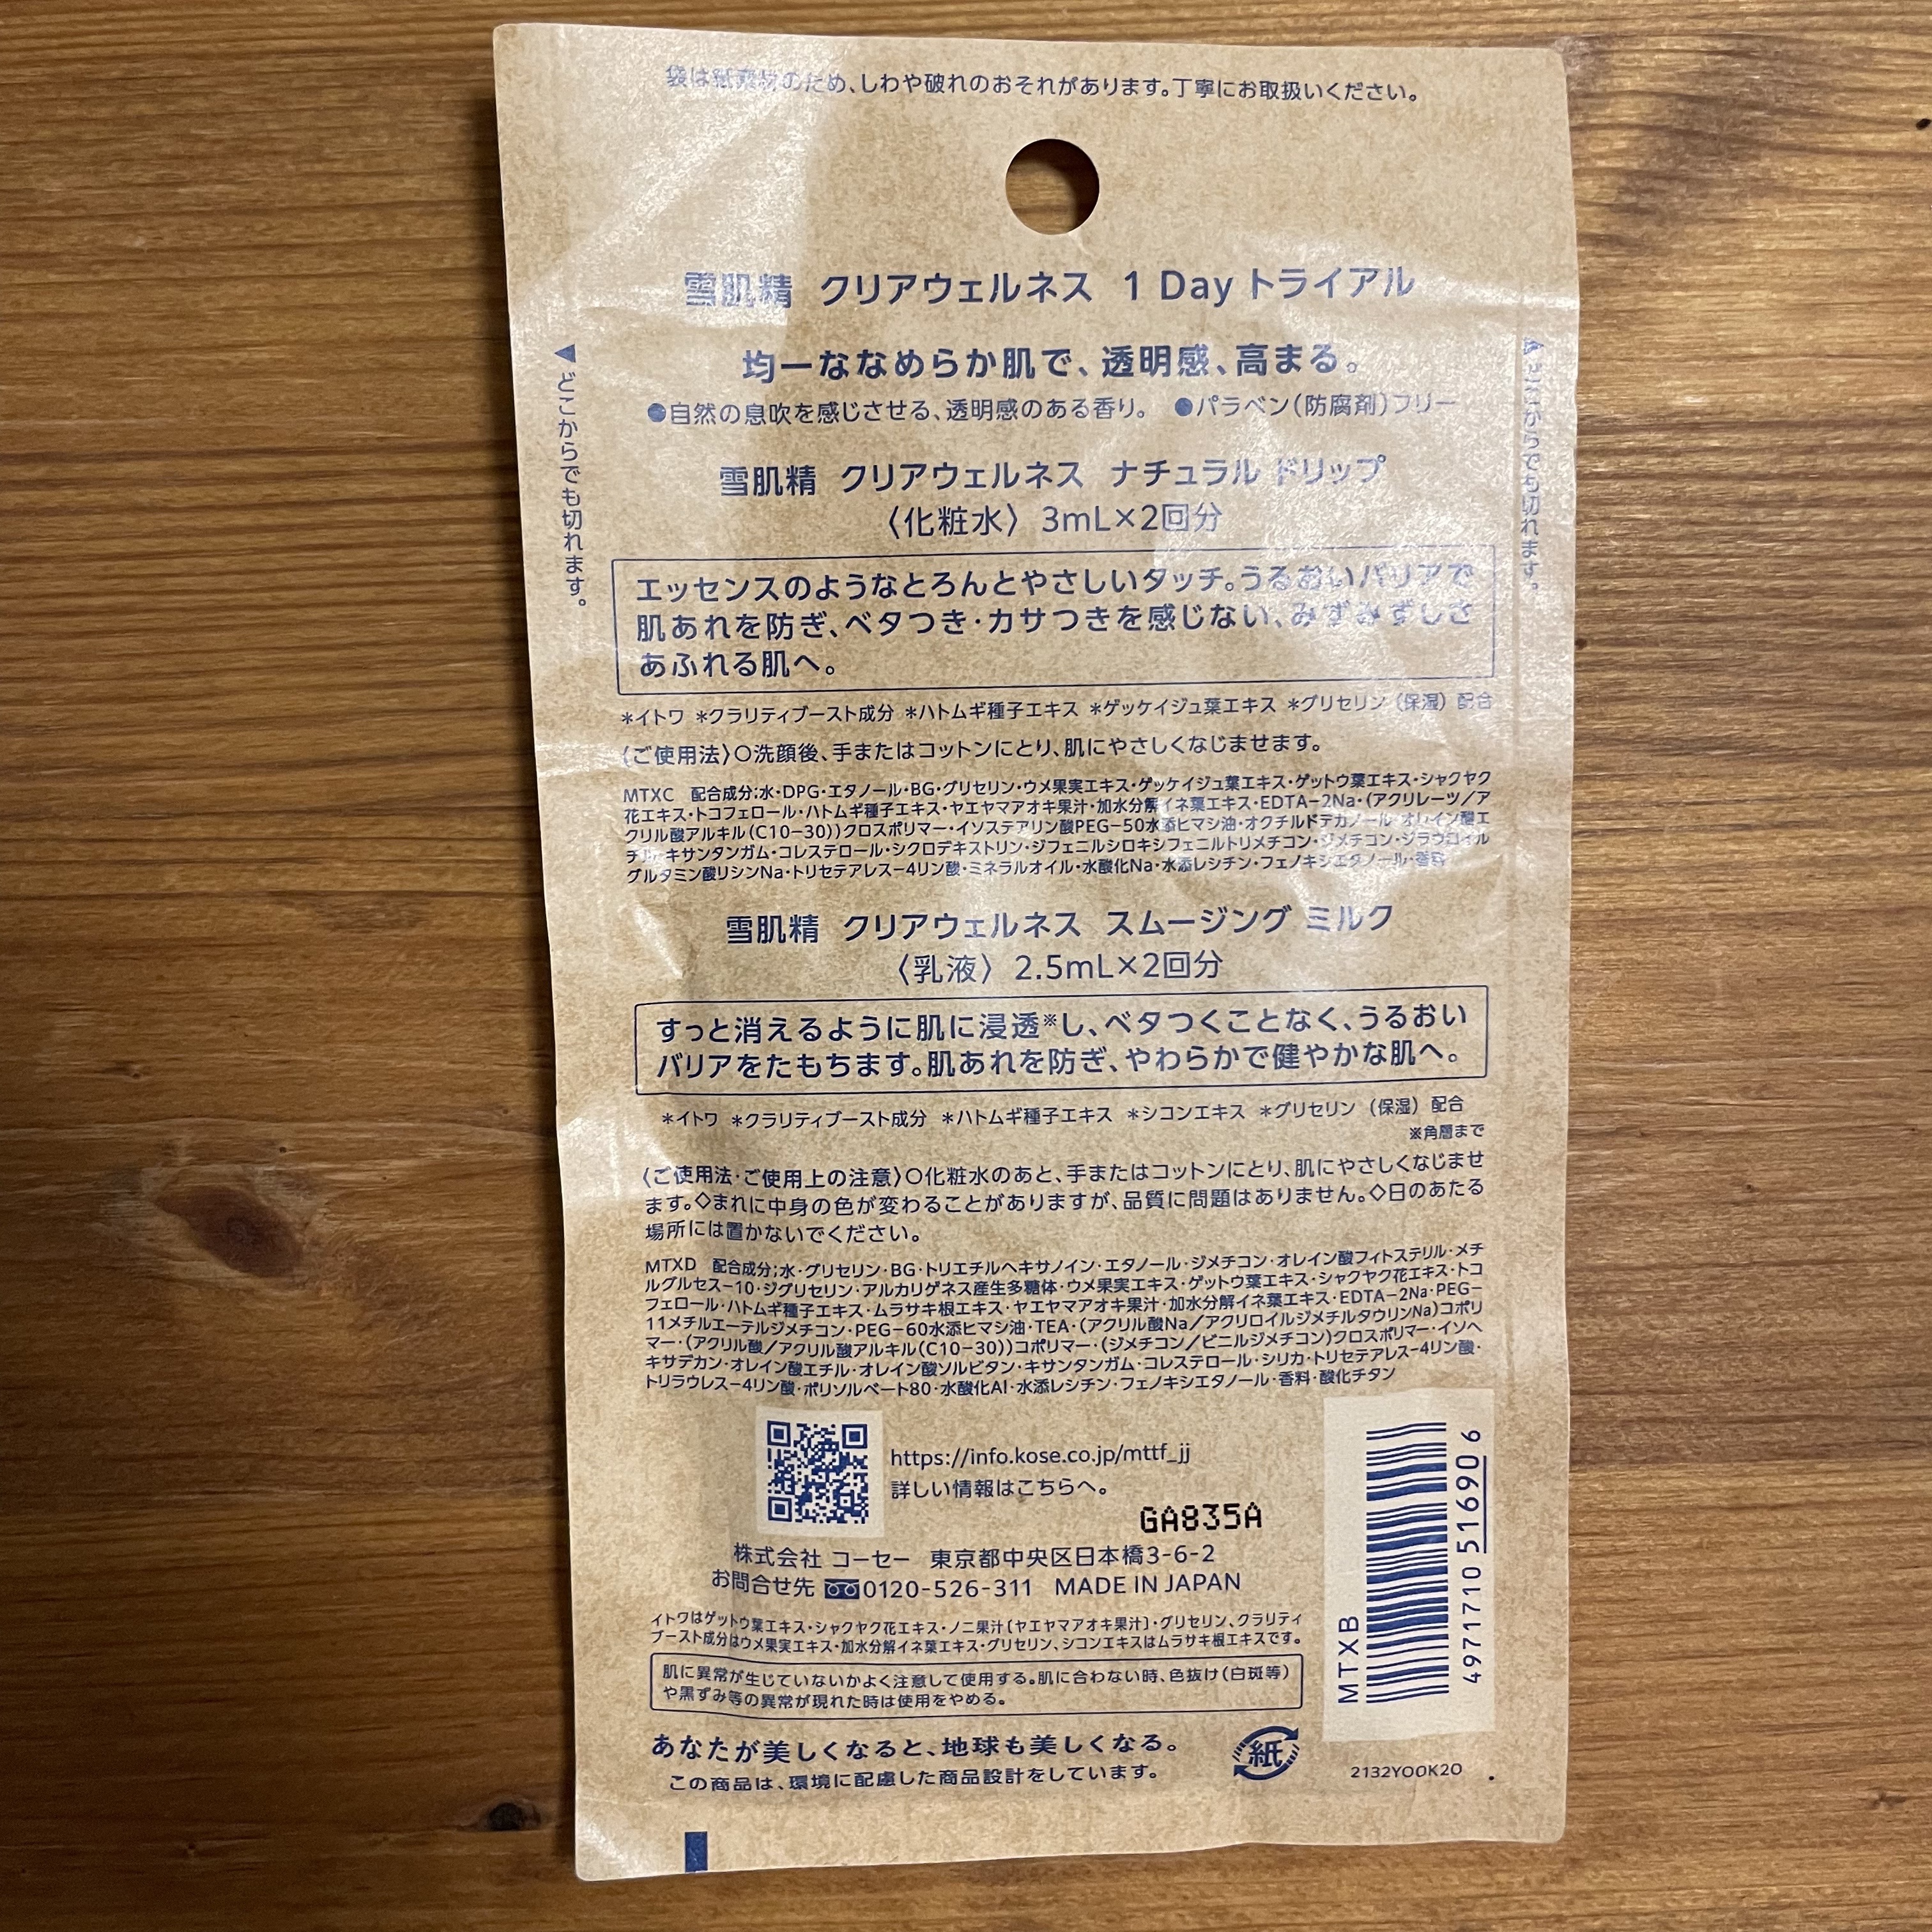 袋は紙素材のため、しわや破れのおそれがあります。丁寧にお取扱いください。
雪肌精 クリアウェルネス 1 Day トライアル
均一ななめらか肌で、透明感、高まる。
●自然の息吹を感じさせる、透明感のある香り。 ●パラベン(防腐剤)フリー
◀どこからでも切れます。
どこからでも切れます。
雪肌精 クリアウェルネス ナチュラル ドリップ
〈化粧水〉 3mL×2回分
エッセンスのようなとろんとやさしいタッチ。うるおいバリアで
肌あれを防ぎ、ベタつき・カサつきを感じない、みずみずしさ
あふれる肌へ。
*イトワ *クラリティブースト成分 *ハトムギ種子エキス *ゲッケイジュ葉エキス *グリセリン (保湿) 配合
〈ご使用法〉○洗顔後、手またはコットンにとり、肌にやさしくなじませます。
MTXC 配合成分;水・DPG・エタノール・BG・グリセリン・ウメ果実エキス・ゲッケイジュ葉エキス・ゲットウ葉エキス・シャクヤク
花エキス・トコフェロール・ハトムギ種子エキス・ヤエヤマアオキ果汁・加水分解イネ葉エキス・EDTA-2Na・(アクリレーツ/ア
クリル酸アルキル(C10-30))クロスポリマー・イソステアリン酸PEG-50水添ヒマシ油・オクチルドデカノール・オレイン酸エ
チル・キサンタンガム・コレステロール・シクロデキストリン・ジフェニルシロキシフェニルトリメチコン・ジメチコン・ジラウロイル
グルタミン酸リシンNa・トリセテアレス-4リン酸・ミネラルオイル・水酸化Na・水添レシチン・フェノキシエタノール・香料
雪肌精 クリアウェルネス スムージング ミルク
〈乳液〉 2.5mL×2回分
すっと消えるように肌に浸透※し、ベタつくことなく、うるおい
バリアをたもちます。肌あれを防ぎ、やわらかで健やかな肌へ。
*イトワ *クラリティブースト成分 *ハトムギ種子エキス *シコンエキス *グリセリン (保湿) 配合
※角層まで
〈ご使用法・ご使用上の注意〉○化粧水のあと、手またはコットンにとり、肌にやさしくなじませ
ます。◇まれに中身の色が変わることがありますが、品質に問題はありません。◇日のあたる
場所には置かないでください。
MTXD 配合成分;水・グリセリン・BG・トリエチルヘキサノイン・エタノール・ジメチコン・オレイン酸フィトステリル・メチ
ルグルセス-10・ジグリセリン・アルカリゲネス産生多糖体・ウメ果実エキス・ゲットウ葉エキス・シャクヤク花エキス・トコ
フェロール・ハトムギ種子エキス・ムラサキ根エキス・ヤエヤマアオキ果汁・加水分解イネ葉エキス・EDTA-2Na・PEG-
11メチルエーテルジメチコン・PEG-60水添ヒマシ油・TEA・(アクリル酸Na/アクリロイルジメチルタウリンNa)コポリ
マー・(アクリル酸/アクリル酸アルキル(C10-30))コポリマー・(ジメチコン/ビニルジメチコン)クロスポリマー・イソヘ
キサデカン・オレイン酸エチル・オレイン酸ソルビタン・キサンタンガム・コレステロール・シリカ・トリセテアレス-4リン酸・
トリラウレス-4リン酸・ポリソルベート80・水酸化Al・水添レシチン・フェノキシエタノール・香料・酸化チタン
https://info.kose.co.jp/mttf_jj
詳しい情報はこちらへ。
GA835A
株式会社 コーセー 東京都中央区日本橋3-6-2
お問合せ先 0120-526-311 MADE IN JAPAN
イトワはゲットウ葉エキス・シャクヤク花エキス・ノニ果汁〔ヤエヤマアオキ果汁〕・グリセリン、クラリティ
ブースト成分はウメ果実エキス・加水分解イネ葉エキス・グリセリン、シコンエキスはムラサキ根エキスです。
肌に異常が生じていないかよく注意して使用する。肌に合わない時、色抜け(白斑等)
や黒ずみ等の異常が現れた時は使用をやめる。
あなたが美しくなると、地球も美しくなる。
この商品は、環境に配慮した商品設計をしています。
紙
MTXB
4971710 516906
2132YOOK20